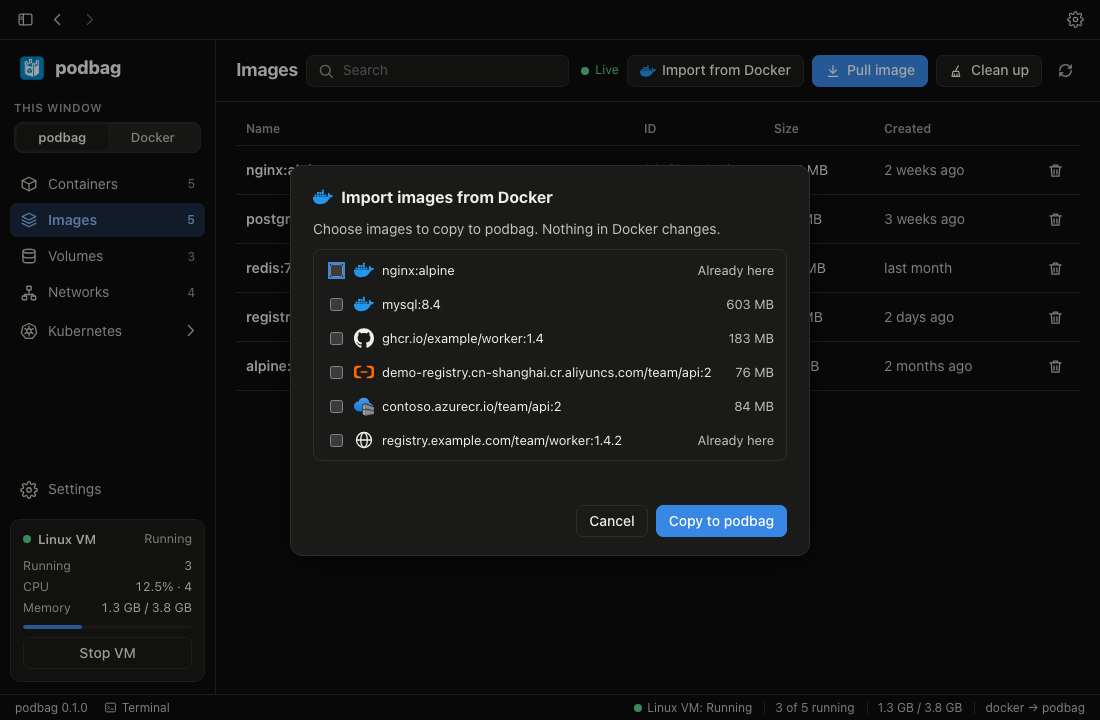 podbag
THIS WINDOW
podbag Docker
Containers 5
Images 5
Volumes 3
Networks 4
Kubernetes
Settings
Linux VM Running
Running 3
CPU 12.5% · 4
Memory 1.3 GB / 3.8 GB
Stop VM
Images Search Live Import from Docker Pull image Clean up
Name ID Size Created
MB 2 weeks ago
3 weeks ago
last month
2 days ago
2 months ago
Import images from Docker
Choose images to copy to podbag. Nothing in Docker changes.
nginx:alpine Already here
mysql:8.4 603 MB
ghcr.io/example/worker:1.4 183 MB
demo-registry.cn-shanghai.cr.aliyuncs.com/team/api:2 76 MB
contoso.azurecr.io/team/api:2 84 MB
registry.example.com/team/worker:1.4.2 Already here
Cancel Copy to podbag
podbag 0.1.0 Terminal Linux VM: Running 3 of 5 running 1.3 GB / 3.8 GB docker → podbag